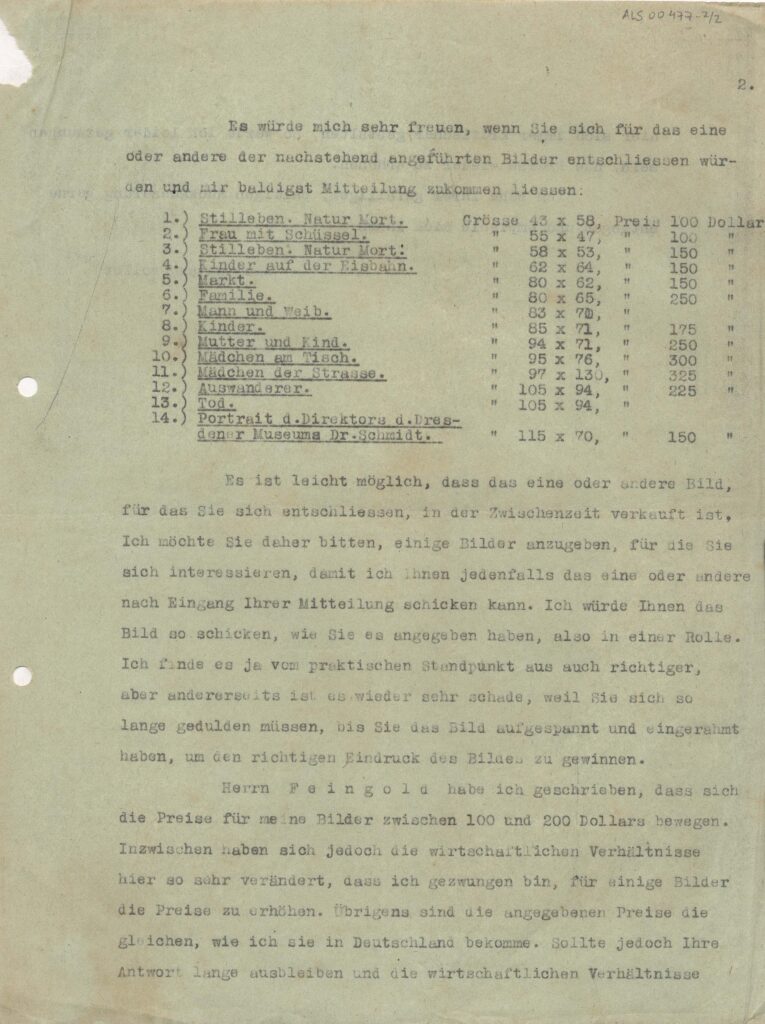 ALS 00477-2/2
2.
Es würde mich sehr freuen, wenn Sie sich für das eine
oder andere der nachstehend angeführten Bilder entschliessen wür-
den und mir baldigst Mitteilung zukommen liessen:
1.) Stilleben. Natur Mort. Grösse 43 x 58, Preis 100 Dollar
2.) Frau mit Schüssel. " 55 x 47, " 100 "
3.) Stilleben. Natur Mort: " 58 x 53, " 150 "
4.) Kinder auf der Eisbahn. " 62 x 64, " 150 "
5.) Markt. " 80 x 62, " 150 "
6.) Familie. " 80 x 65, " 250 "
7.) Mann und Weib. " 83 x "
8.) Kinder. " 85 x 71, " 175 "
9.) Mutter und Kind. " 94 x 71, " 250 "
10.) Mädchen am Tisch. " 95 x 76, " 300 "
11.) Mädchen der Strasse. " 97 x 130, " 325 "
12.) Auswanderer. " 105 x 94, " 225 "
13.) Tod. " 105 x 94, "
14.) Portrait d.Direktors d.Dres-
dener Museums Dr.Schmidt. " 115 x 70, " 150 "
Es ist leicht möglich, dass das eine oder andere Bild,
für das Sie sich entschliessen, in der Zwischenzeit verkauft ist.
Ich möchte Sie daher bitten, einige Bilder anzugeben, für die Sie
sich interessieren, damit ich Ihnen jedenfalls das eine oder andere
nach Eingang Ihrer Mitteilung schicken kann. Ich würde Ihnen das
Bild so schicken, wie Sie es angegeben haben, also in einer Rolle.
Ich finde es ja vom praktischen Standpunkt aus auch richtiger,
aber andererseits ist es wieder sehr schade, weil Sie sich so
lange gedulden müssen, bis Sie das Bild aufgespannt und eingerahmt
haben, um den richtigen Eindruck des Bildes zu gewinnen.
Herrn F e i n g o l d habe ich geschrieben, dass sich
die Preise für meine Bilder zwischen 100 und 200 Dollars bewegen.
Inzwischen haben sich jedoch die wirtschaftlichen Verhältnisse
hier so sehr verändert, dass ich gezwungen bin, für einige Bilder
die Preise zu erhöhen. Übrigens sind die angegebenen Preise die
gleichen, wie ich sie in Deutschland bekomme. Sollte jedoch Ihre
Antwort lange ausbleiben und die wirtschaftlichen Verhältnisse